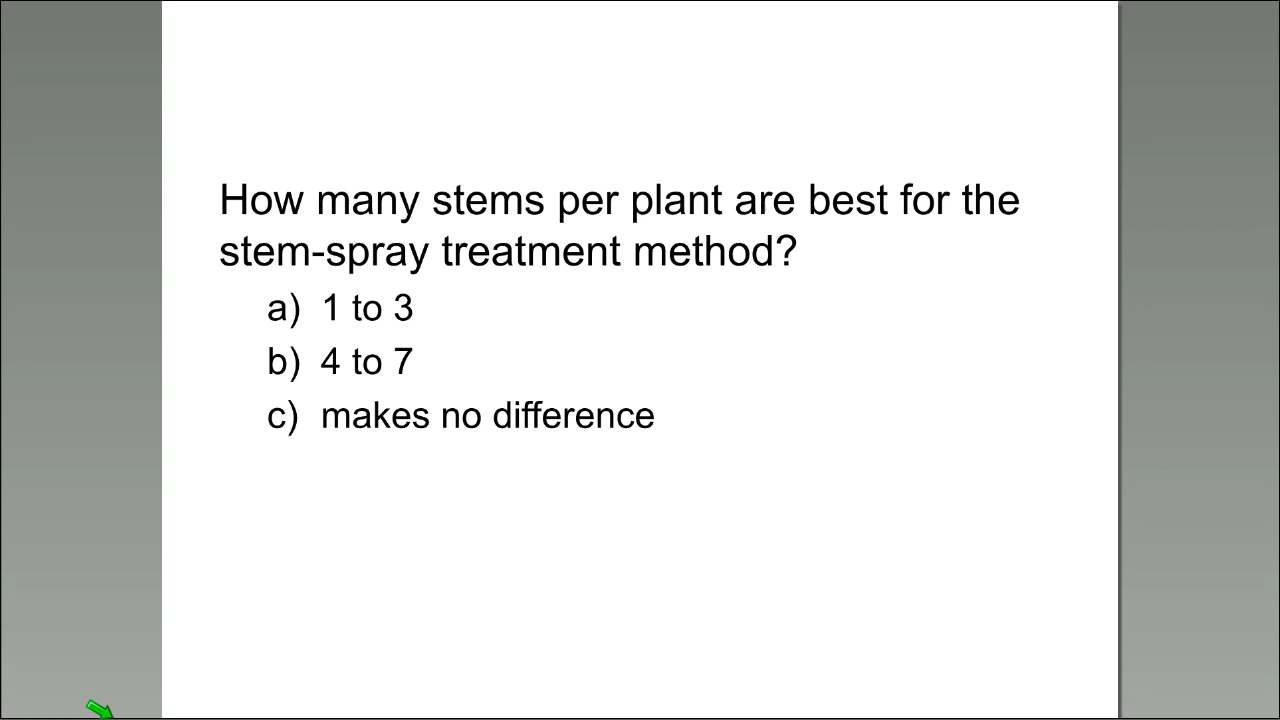 How many stems per plant are best for the
stem-spray treatment method?
a) 1 to 3
b) 4 to 7
c) makes no difference